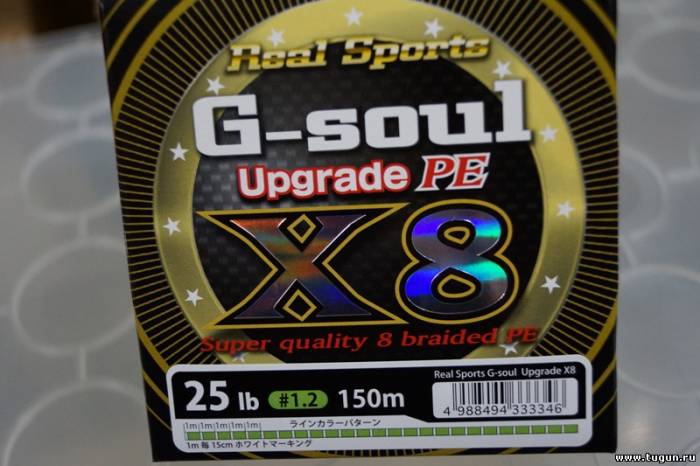 Real Sports
G-soul
Upgrade PE
X8
Super quality 8 braided PE
25 lb #1.2 150m
Real Sports G-soul Upgrade X8
4 988494 333346
1m 1m 1m 1m 1m ラインカラーパターン
1m 毎 15cm ホワイトマーキング
www.tugun.ru